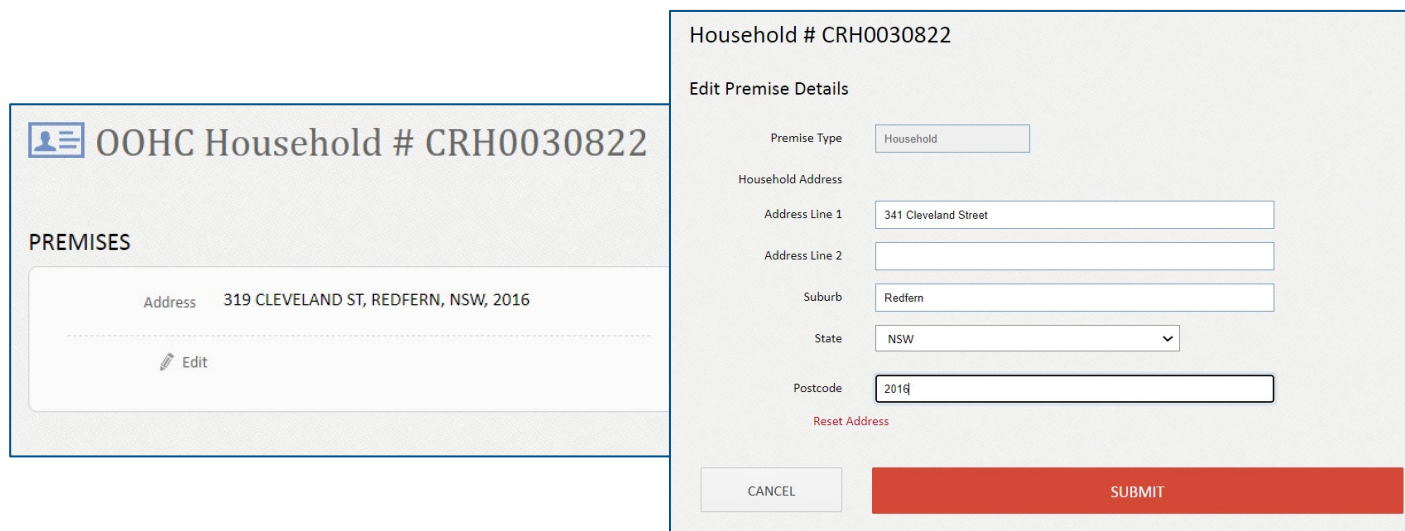 OOHC Household # CRH0030822
PREMISES
Address 319 CLEVELAND ST, REDFERN, NSW, 2016
Edit
Household # CRH0030822
Edit Premise Details
Premise Type Household
Household Address
Address Line 1 341 Cleveland Street
Address Line 2
Suburb Redfern
State NSW
Postcode 2016
Reset Address
CANCEL SUBMIT